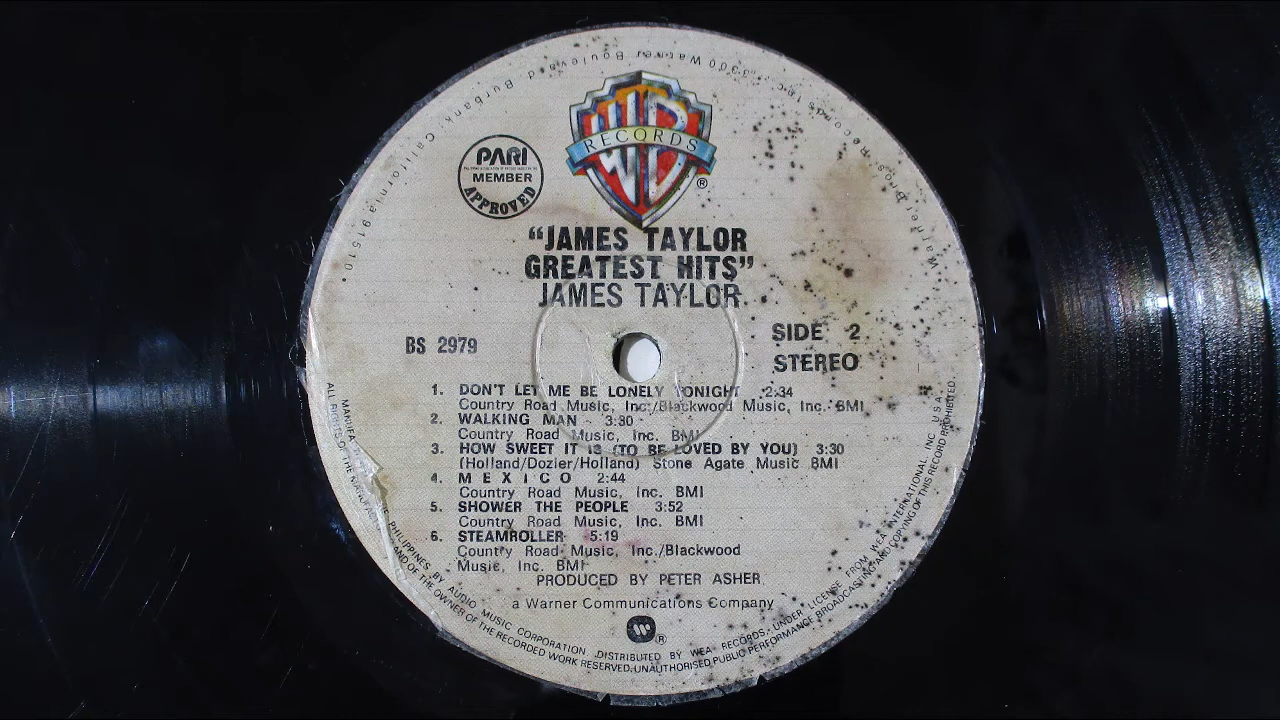 Warner Bros. Records Inc., 3300 Warner Boulevard, Burbank, California 91510 •
WB
RECORDS
®
PARI
MEMBER
APPROVED
“JAMES TAYLOR
GREATEST HITS”
JAMES TAYLOR
BS 2979
SIDE 2
STEREO
1. DON'T LET ME BE LONELY TONIGHT 2:34
Country Road Music, Inc./Blackwood Music, Inc. BMI
2. WALKING MAN 3:30
Country Road Music, Inc. BMI
3. HOW SWEET IT IS (TO BE LOVED BY YOU) 3:30
(Holland/Dozier/Holland) Stone Agate Music BMI
4. MEXICO 2:44
Country Road Music, Inc. BMI
5. SHOWER THE PEOPLE 3:52
Country Road Music, Inc. BMI
6. STEAMROLLER 5:19
Country Road Music, Inc./Blackwood
Music, Inc. BMI
PRODUCED BY PETER ASHER
a Warner Communications Company
®
MANUFA PHILIPPINES BY AUDIO MUSIC CORPORATION DISTRIBUTED BY WEA RECORDS, UNDER LICENSE FROM WEA INTERNATIONAL, INC. U.S.A.
ALL RIGHTS OF THE AND OF THE OWNER OF THE RECORDED WORK RESERVED. UNAUTHORISED PUBLIC PERFORMANCE BROADCASTING AND COPYING OF THIS RECORD PROHIBITED.